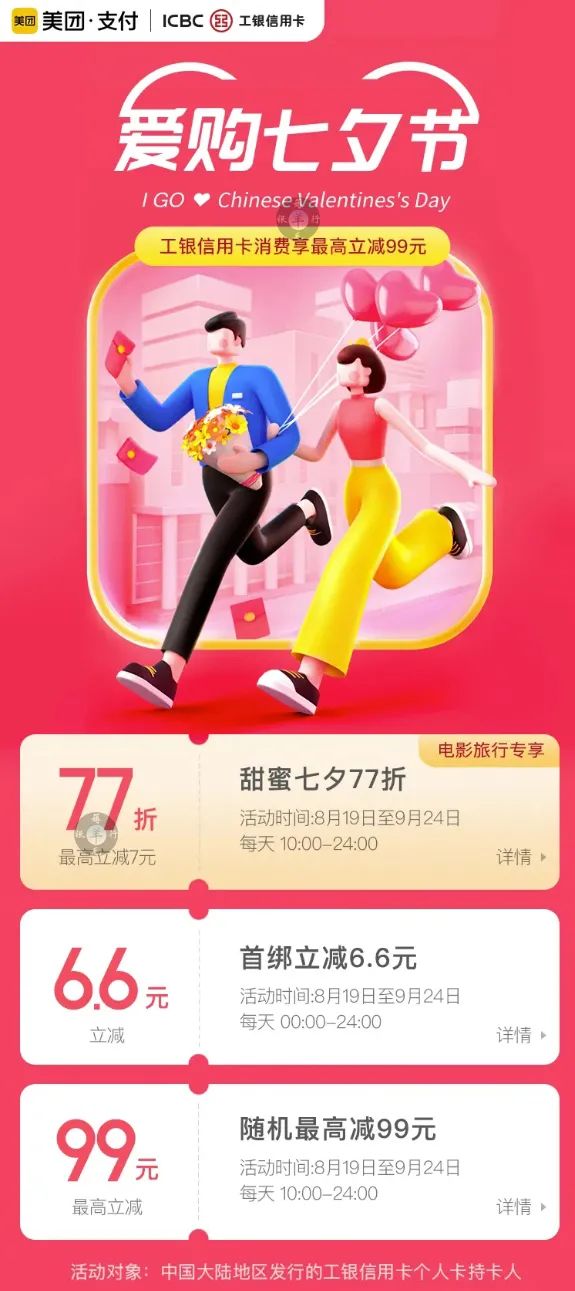 美团 美团·支付 | ICBC 工银信用卡
爱购七夕节
I GO ❤ Chinese Valentines's Day
工银信用卡消费享最高立减99元
电影旅行专享
77折
最高立减7元
甜蜜七夕77折
活动时间:8月19日至9月24日
每天 10:00-24:00
详情
6.6元
立减
首绑立减6.6元
活动时间:8月19日至9月24日
每天 00:00-24:00
详情
99元
最高立减
随机最高减99元
活动时间:8月19日至9月24日
每天 10:00-24:00
详情
活动对象：中国大陆地区发行的工银信用卡个人卡持卡人